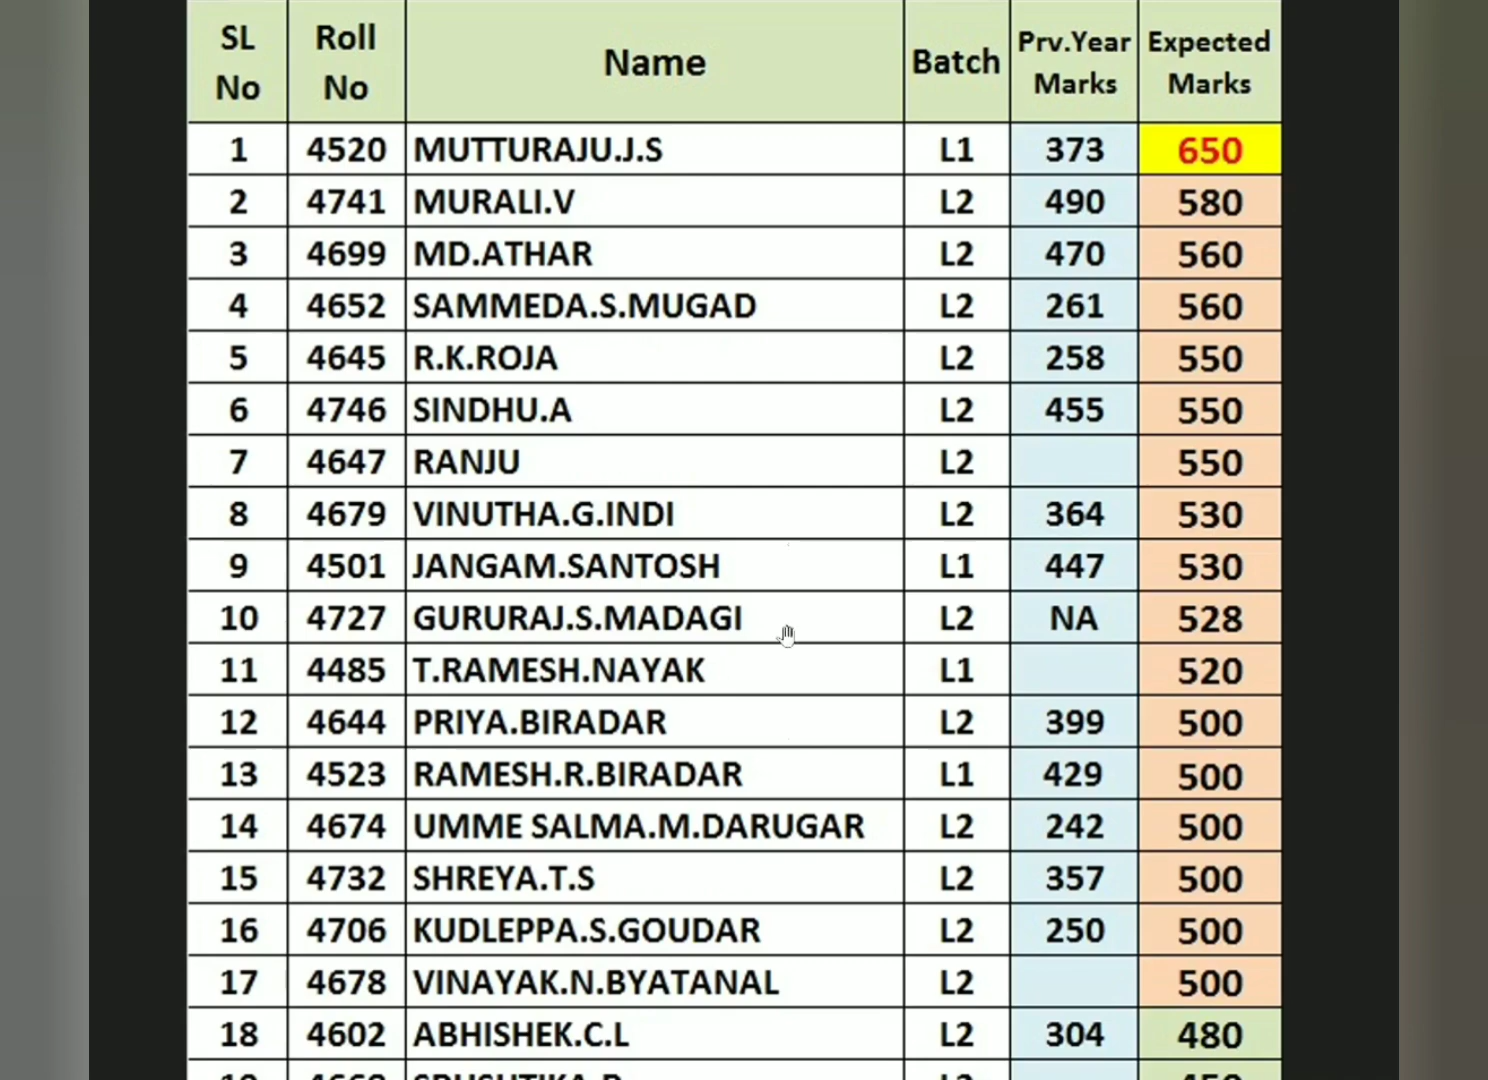 SL No Roll No Name Batch Prv.Year Marks Expected Marks
1 4520 MUTTURAJU.J.S L1 373 650
2 4741 MURALI.V L2 490 580
3 4699 MD.ATHAR L2 470 560
4 4652 SAMMEDA.S.MUGAD L2 261 560
5 4645 R.K.ROJA L2 258 550
6 4746 SINDHU.A L2 455 550
7 4647 RANJU L2 550
8 4679 VINUTHA.G.INDI L2 364 530
9 4501 JANGAM.SANTOSH L1 447 530
10 4727 GURURAJ.S.MADAGI L2 NA 528
11 4485 T.RAMESH.NAYAK L1 520
12 4644 PRIYA.BIRADAR L2 399 500
13 4523 RAMESH.R.BIRADAR L1 429 500
14 4674 UMME SALMA.M.DARUGAR L2 242 500
15 4732 SHREYA.T.S L2 357 500
16 4706 KUDLEPPA.S.GOUDAR L2 250 500
17 4678 VINAYAK.N.BYATANAL L2 500
18 4602 ABHISHEK.C.L L2 304 480